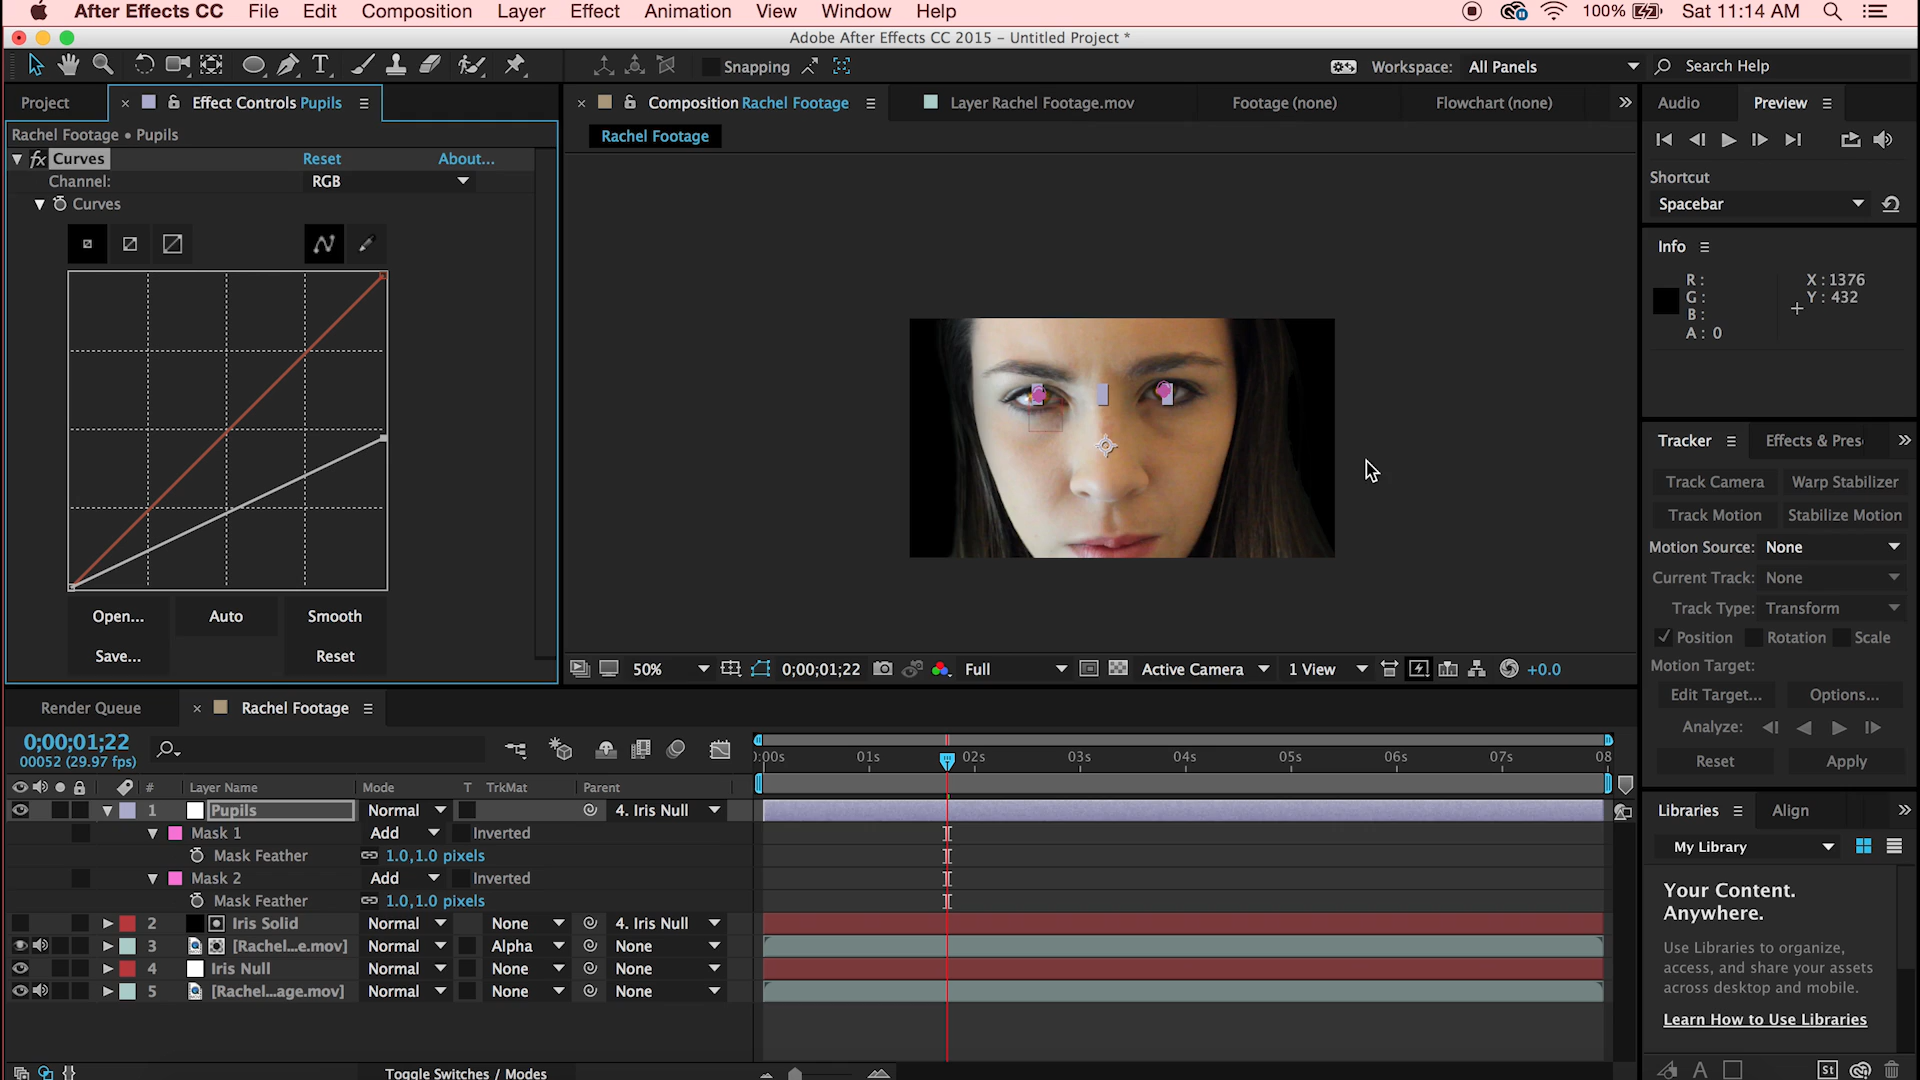 After Effects CC File Edit Composition Layer Effect Animation View Window Help 100% Sat 11:14 AM
Adobe After Effects CC 2015 – Untitled Project *
Snapping Workspace: All Panels Search Help
Project Effect Controls Pupils Composition Rachel Footage Layer Rachel Footage.mov Footage (none) Flowchart (none) Audio Preview
Rachel Footage • Pupils
Rachel Footage
fx Curves Reset About...
Channel: RGB
Curves
Shortcut
Spacebar
Info
R : X : 1376
G : Y : 432
B :
A : 0
Open... Auto Smooth
Save... Reset
50% 0;00;01;22 Full Active Camera 1 View +0.0
Tracker Effects & Pres
Track Camera Warp Stabilizer
Track Motion Stabilize Motion
Motion Source: None
Current Track: None
Track Type: Transform
Position Rotation Scale
Motion Target:
Edit Target... Options...
Analyze:
Reset Apply
Render Queue Rachel Footage
0;00;01;22
00052 (29.97 fps)
):00s 01s 02s 03s 04s 05s 06s 07s 08
# Layer Name Mode T TrkMat Parent
1 Pupils Normal 4. Iris Null
Mask 1 Add Inverted
Mask Feather 1.0,1.0 pixels
Mask 2 Add Inverted
Mask Feather 1.0,1.0 pixels
2 Iris Solid Normal None 4. Iris Null
3 [Rachel...e.mov] Normal Alpha None
4 Iris Null Normal None None
5 [Rachel...age.mov] Normal None None
Toggle Switches / Modes
Libraries Align
My Library
Your Content.
Anywhere.
Use Libraries to organize,
access, and share your assets
across desktop and mobile.
Learn How to Use Libraries
St